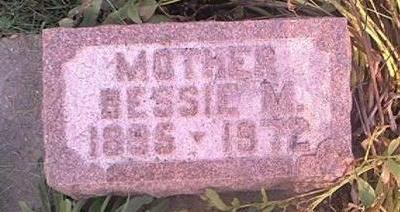 MOTHER
BESSIE M.
1895 - 1972